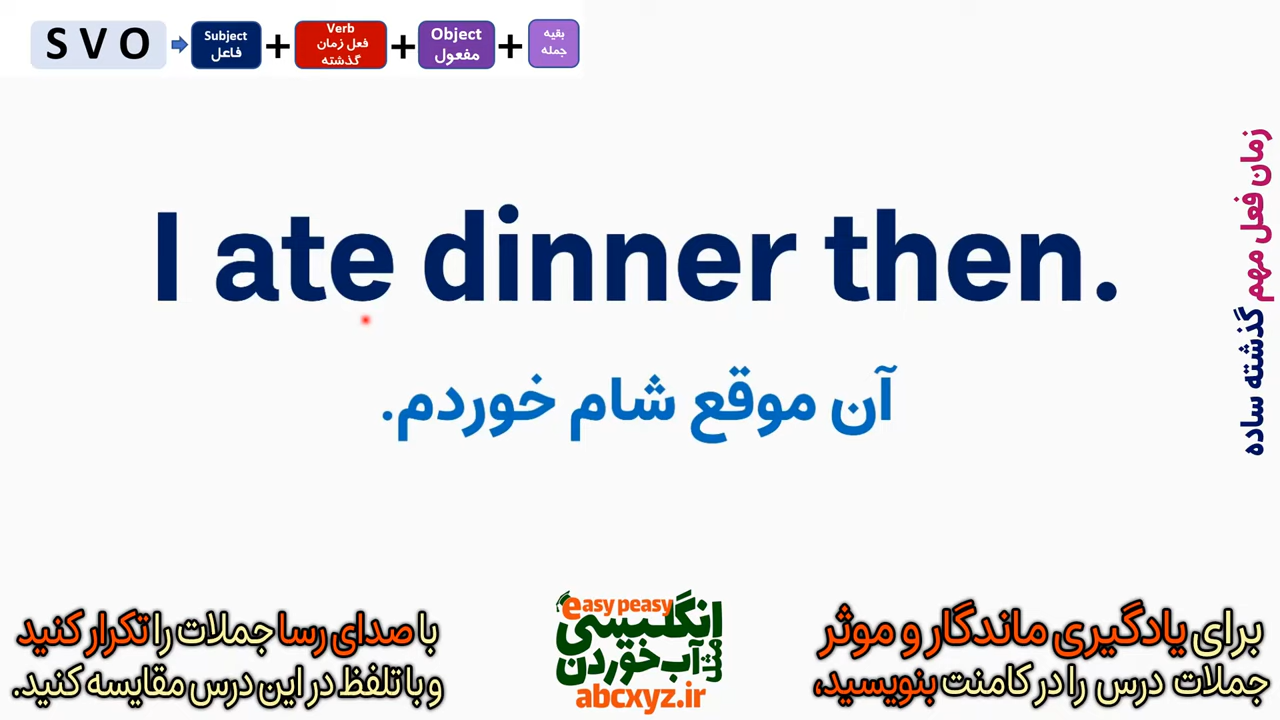 S V O
Subject
فاعل
+
Verb
فعل زمان
گذشته
+
Object
مفعول
+
بقیه
جمله
زمان فعل مهم گذشته ساده
I ate dinner then.
آن موقع شام خوردم.
برای یادگیری ماندگار و موثر
جملات درس را در کامنت بنویسید،
با صدای رسا جملات را تکرار کنید
و با تلفظ در این درس مقایسه کنید.
easy peasy
انگلیسی
مثل
آب خوردن
abcxyz.ir